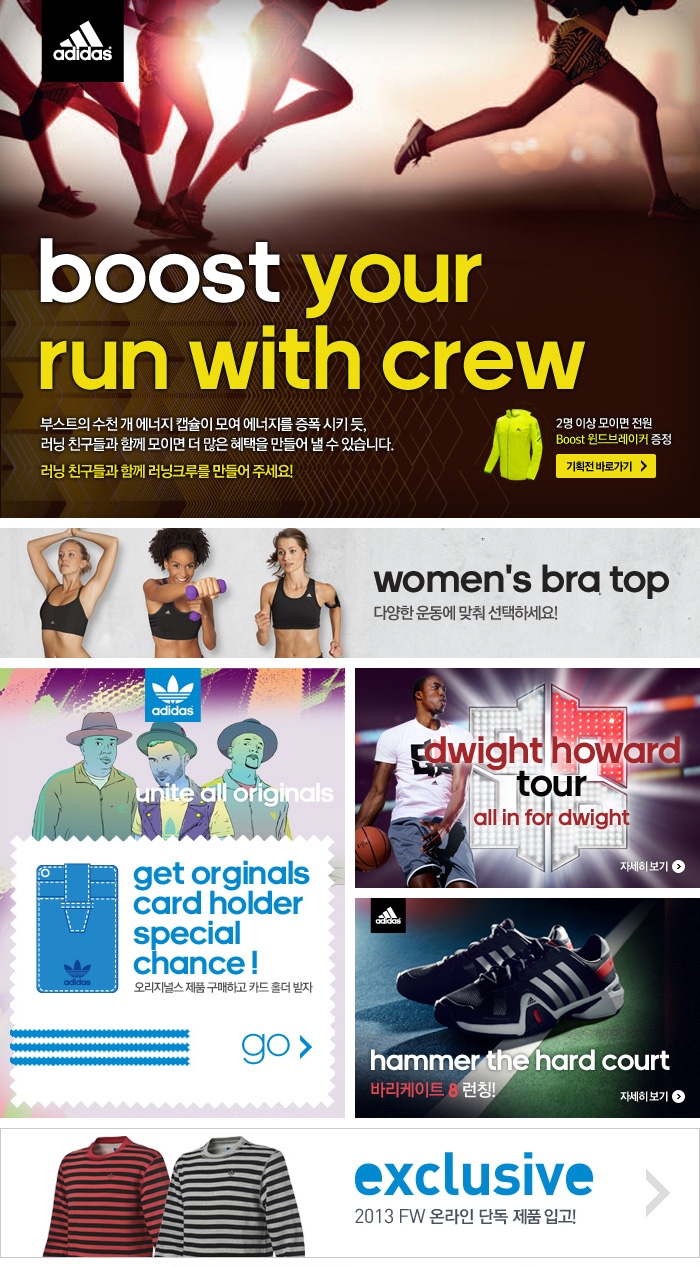 adidas
boost your
run with crew
부스트의 수천 개 에너지 캡슐이 모여 에너지를 증폭 시키 듯,
러닝 친구들과 함께 모이면 더 많은 혜택을 만들어 낼 수 있습니다.
러닝 친구들과 함께 러닝크루를 만들어 주세요!
2명 이상 모이면 전원
Boost 윈드브레이커 증정
기획전 바로가기
women's bra top
다양한 운동에 맞춰 선택하세요!
adidas
unite all originals
get orginals
card holder
special
chance !
오리지널스 제품 구매하고 카드 홀더 받자
adidas
go
dwight howard
tour
all in for dwight
자세히 보기
adidas
hammer the hard court
바리케이트 8 런칭!
자세히 보기
exclusive
2013 FW 온라인 단독 제품 입고!